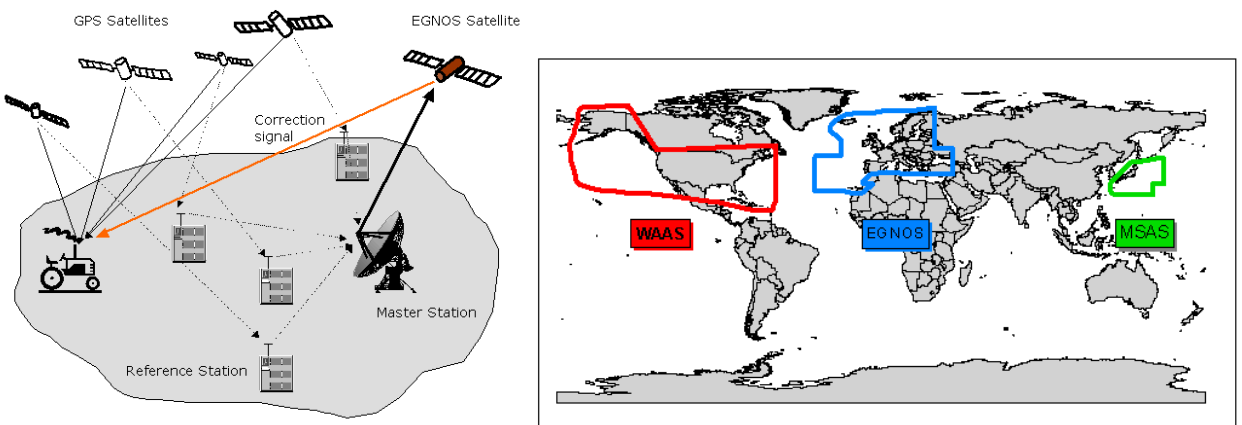 GPS Satellites
EGNOS Satellite
Correction
signal
Master Station
Reference Station
WAAS
EGNOS
MSAS